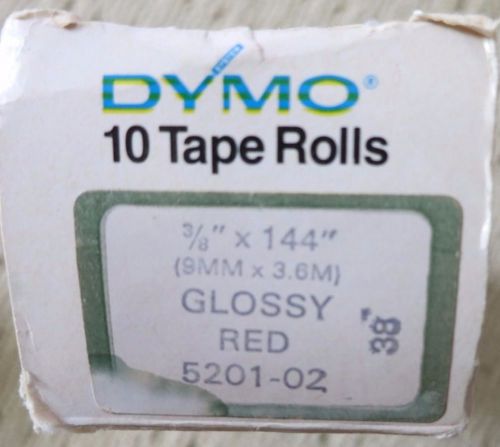 DYMO®
10 Tape Rolls
3/8" x 144"
(9MM x 3.6M)
GLOSSY
RED
5201-02
38